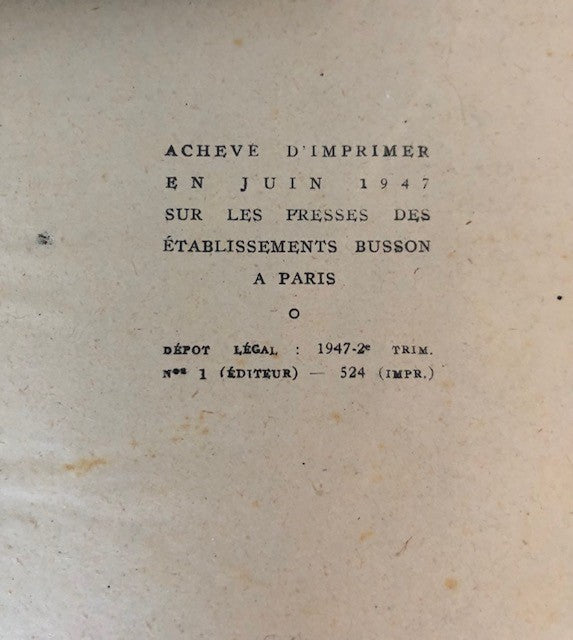 ACHEVÉ D'IMPRIMER
EN JUIN 1947
SUR LES PRESSES DES
ÉTABLISSEMENTS BUSSON
A PARIS
DÉPOT LÉGAL : 1947-2e TRIM.
Nos 1 (ÉDITEUR) — 524 (IMPR.)